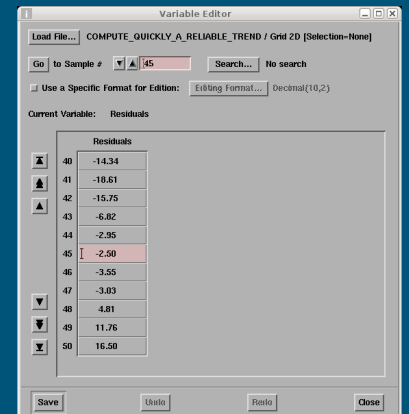 Variable Editor
Load File... COMPUTE_QUICKLY_A_RELIABLE_TREND / Grid 2D [Selection=None]
Go to Sample # 45 Search... No search
Use a Specific Format for Edition: Editing Format... Decimal(10,2)
Current Variable: Residuals
Residuals
40 -14.34
41 -18.61
42 -15.75
43 -6.82
44 -2.95
45 -2.50
46 -3.55
47 -3.03
48 4.81
49 11.76
50 16.50
Save Undo Redo Close